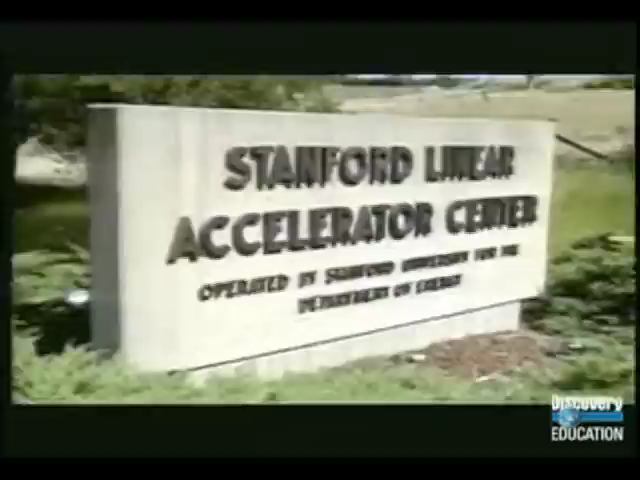 STANFORD LINEAR
ACCELERATOR CENTER
OPERATED BY STANFORD UNIVERSITY FOR THE
DEPARTMENT OF ENERGY
Discovery
EDUCATION